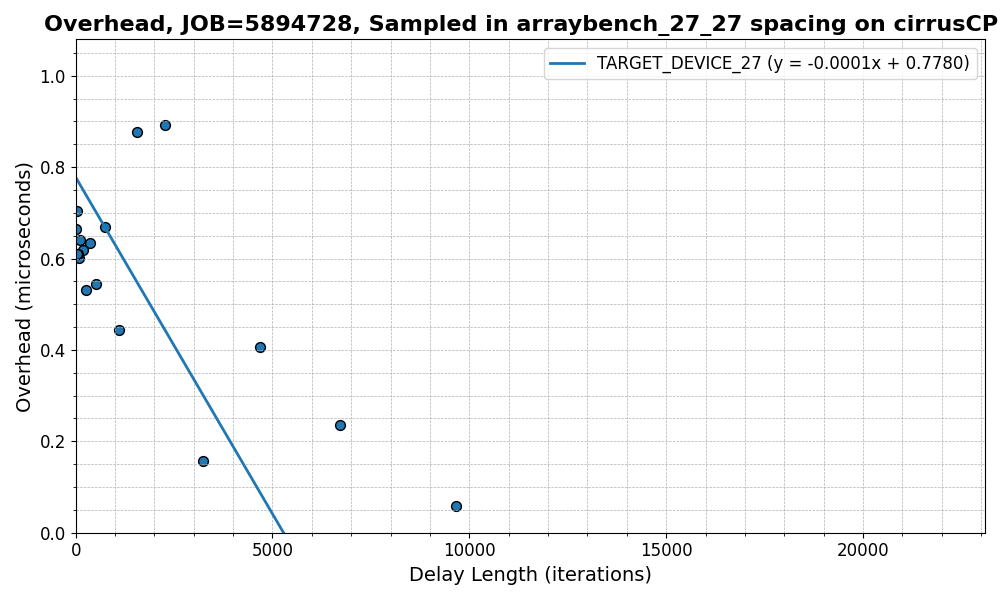 Overhead, JOB=5894728, Sampled in arraybench_27_27 spacing on cirrusCP
TARGET_DEVICE_27 (y = -0.0001x + 0.7780)
Overhead (microseconds)
1.0
0.8
0.6
0.4
0.2
0.0
0 5000 10000 15000 20000
Delay Length (iterations)